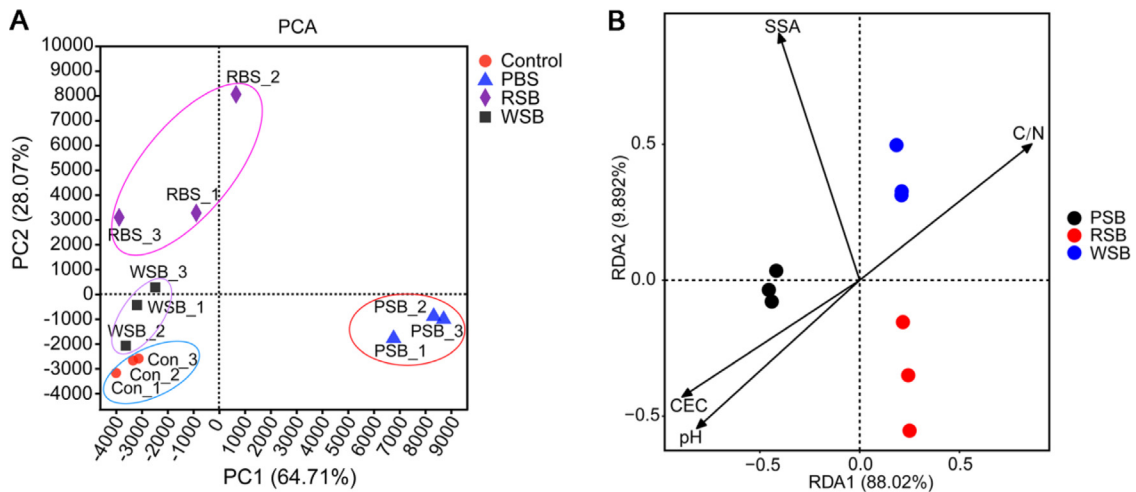 A
PCA
10000
9000
8000
7000
6000
5000
4000
3000
2000
1000
0
-1000
-2000
-3000
-4000
PC2 (28.07%)
RBS_2
RBS_1
RBS_3
WSB_3
WSB_1
WSB_2
Con_3
Con_2
Con_1
PSB_2
PSB_3
PSB_1
-4000
-3000
-2000
-1000
0
1000
2000
3000
4000
5000
6000
7000
8000
9000
PC1 (64.71%)
Control
PBS
RSB
WSB
B
SSA
C/N
CEC
pH
0.5
0.0
−0.5
RDA2 (9.892%)
−0.5
0.0
0.5
RDA1 (88.02%)
PSB
RSB
WSB